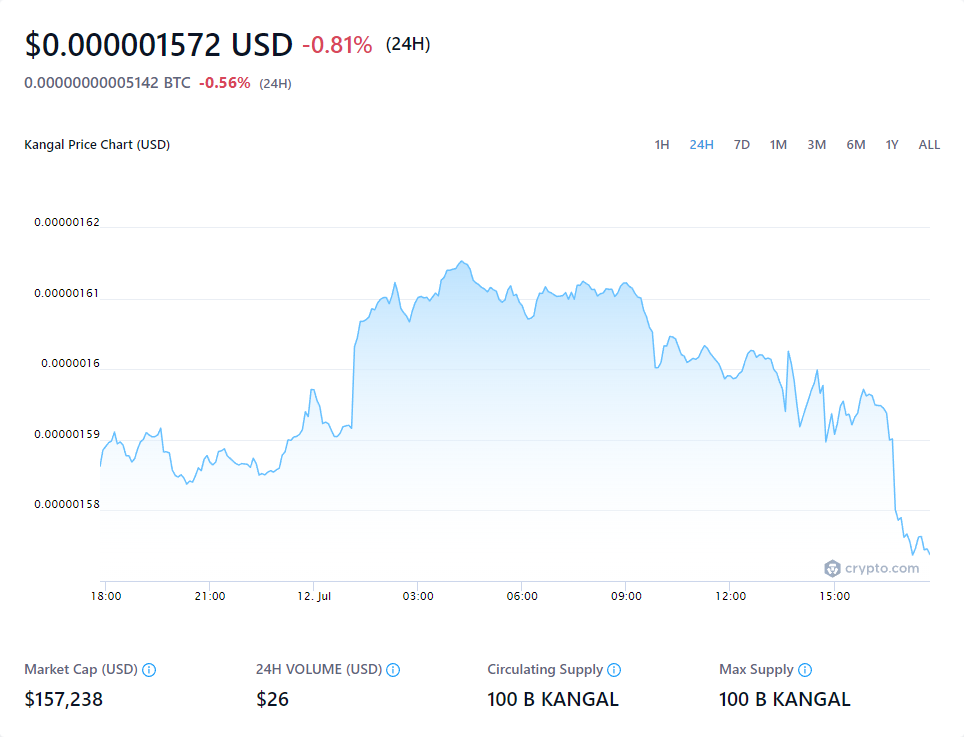 $0.000001572 USD -0.81% (24H)
0.00000000005142 BTC -0.56% (24H)
Kangal Price Chart (USD) 1H 24H 7D 1M 3M 6M 1Y ALL
0.00000162
0.00000161
0.0000016
0.00000159
0.00000158
crypto.com
18:00 21:00 12. Jul 03:00 06:00 09:00 12:00 15:00
Market Cap (USD) 24H VOLUME (USD) Circulating Supply Max Supply
$157,238 $26 100 B KANGAL 100 B KANGAL